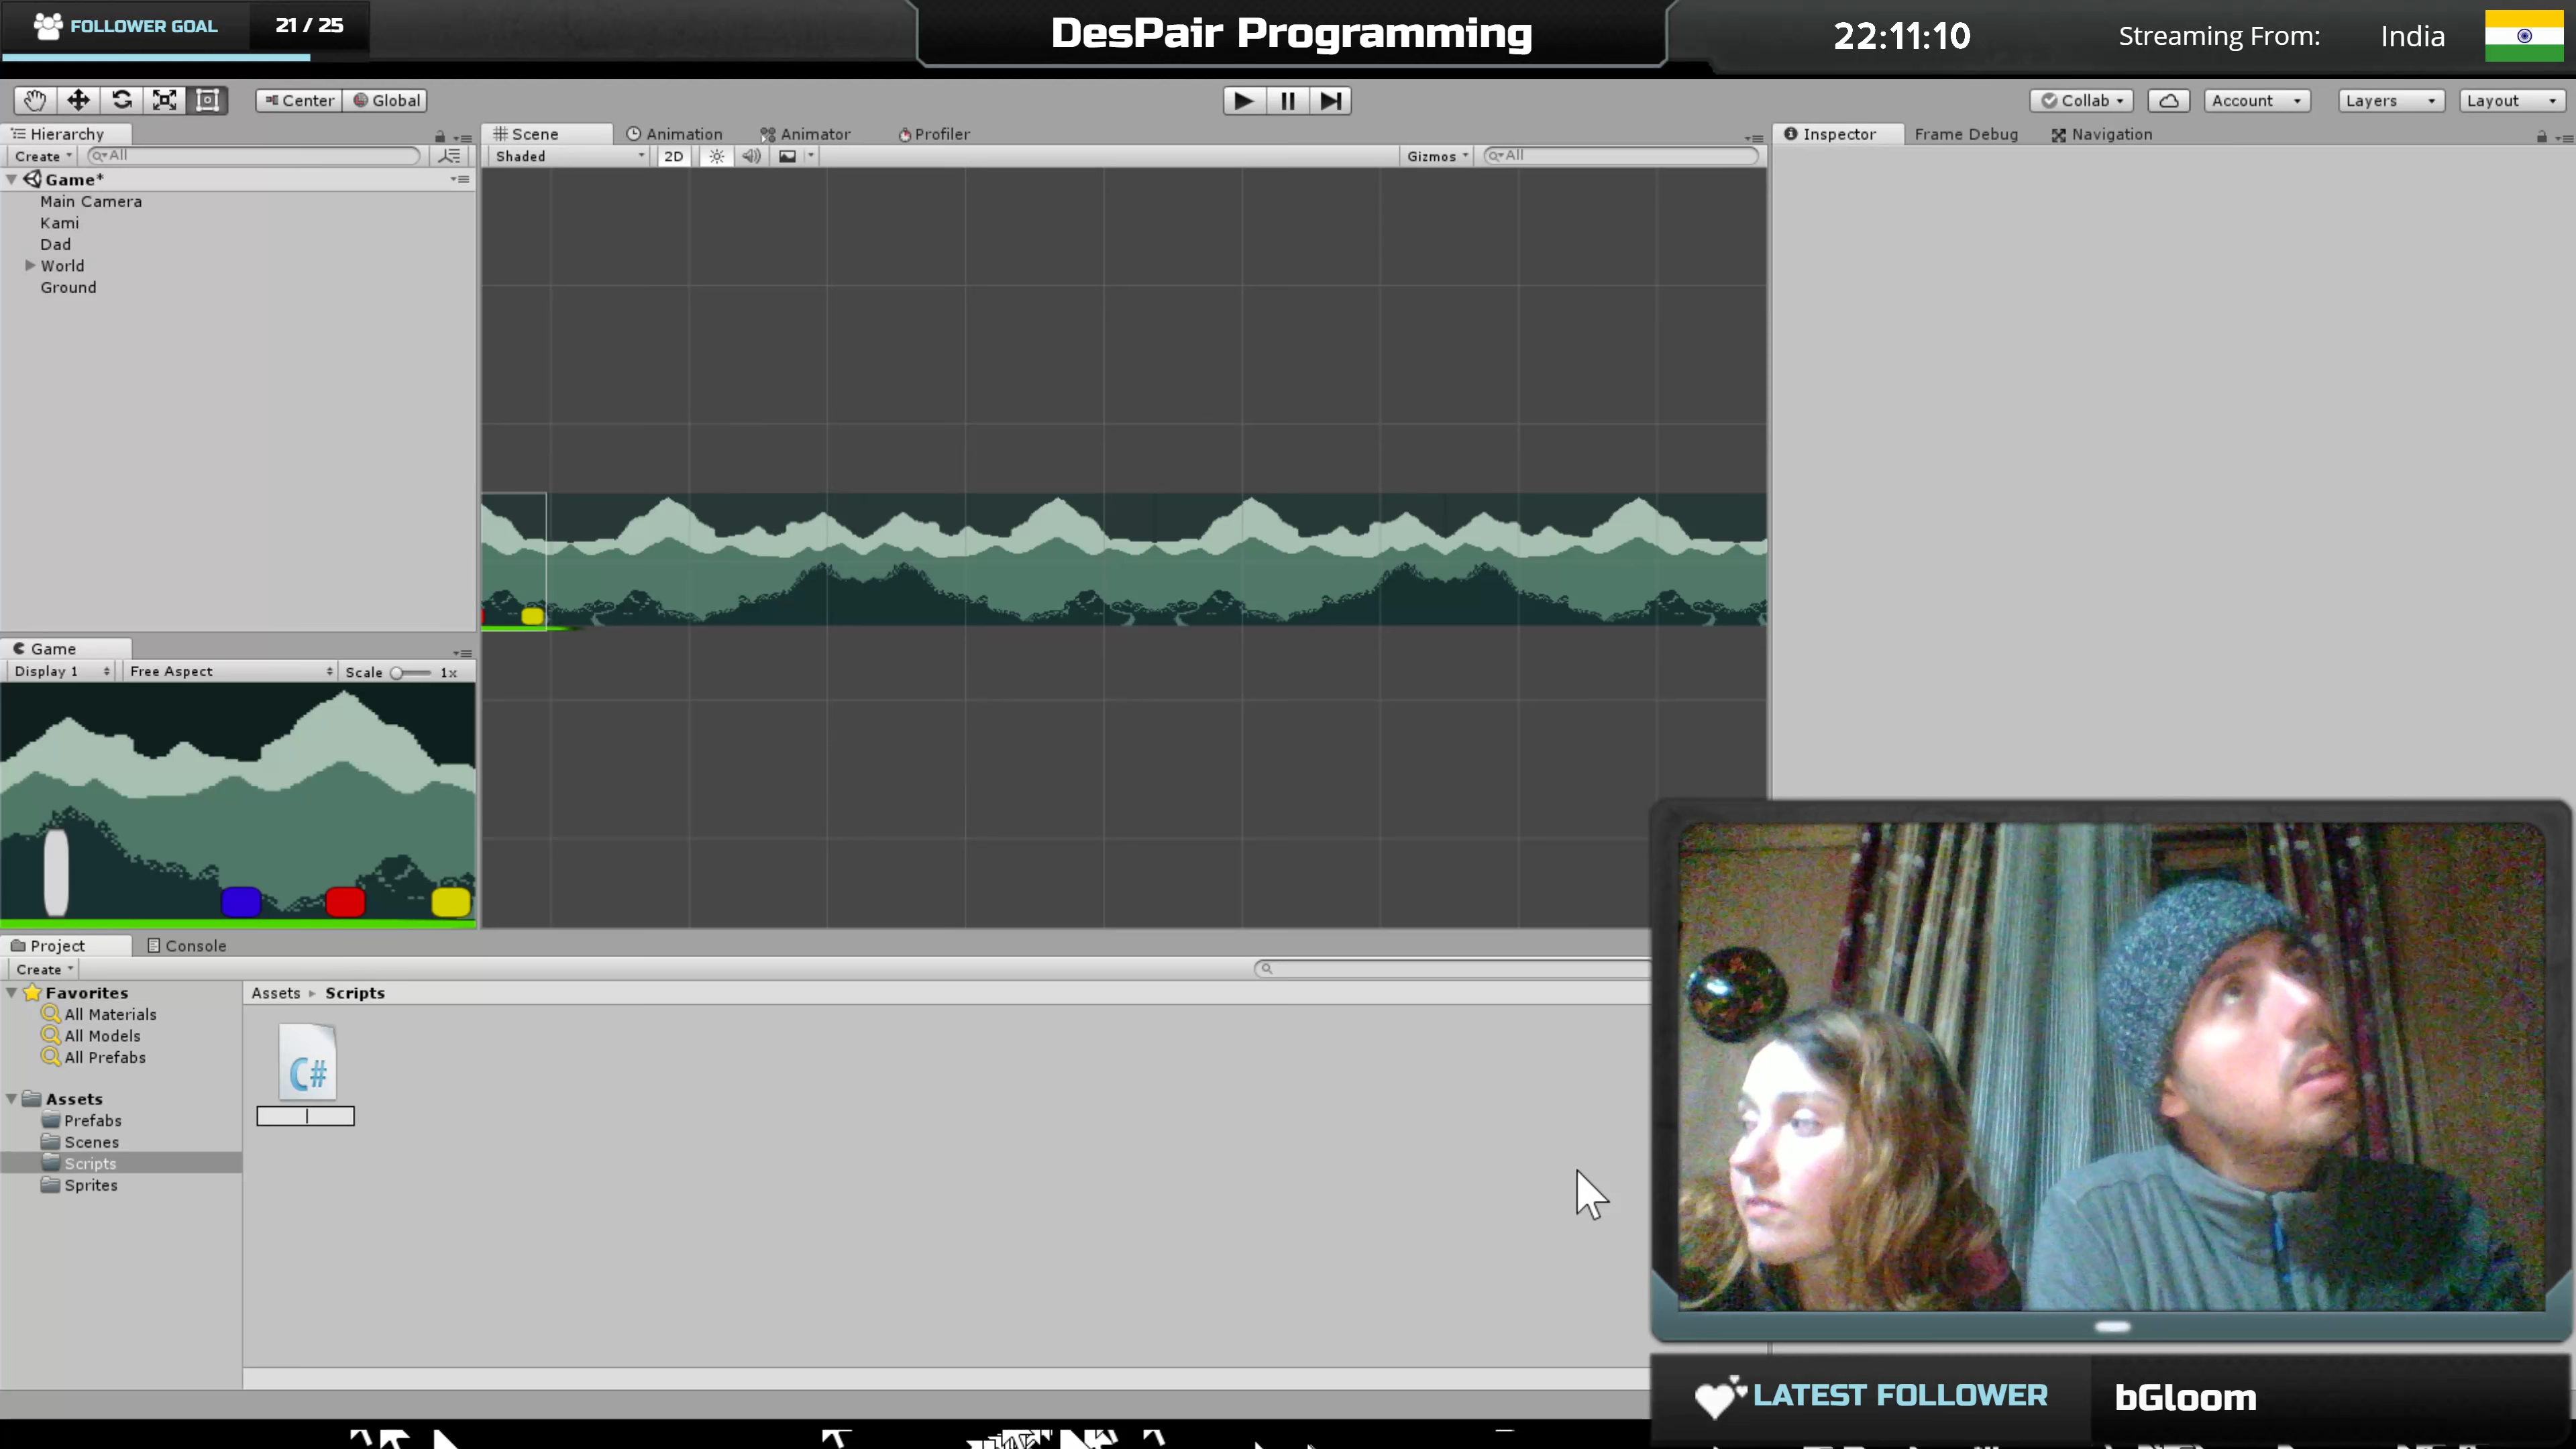 FOLLOWER GOAL 21 / 25
DesPair Programming
22:11:10
Streaming From: India
Center Global
Collab Account Layers Layout
Hierarchy
Create All
Game*
Main Camera
Kami
Dad
World
Ground
Scene Animation Animator Profiler
Shaded 2D Gizmos All
Inspector Frame Debug Navigation
Game
Display 1 Free Aspect Scale 1x
Project Console
Create
Favorites
All Materials
All Models
All Prefabs
Assets
Prefabs
Scenes
Scripts
Sprites
Assets Scripts
C#
LATEST FOLLOWER bGloom